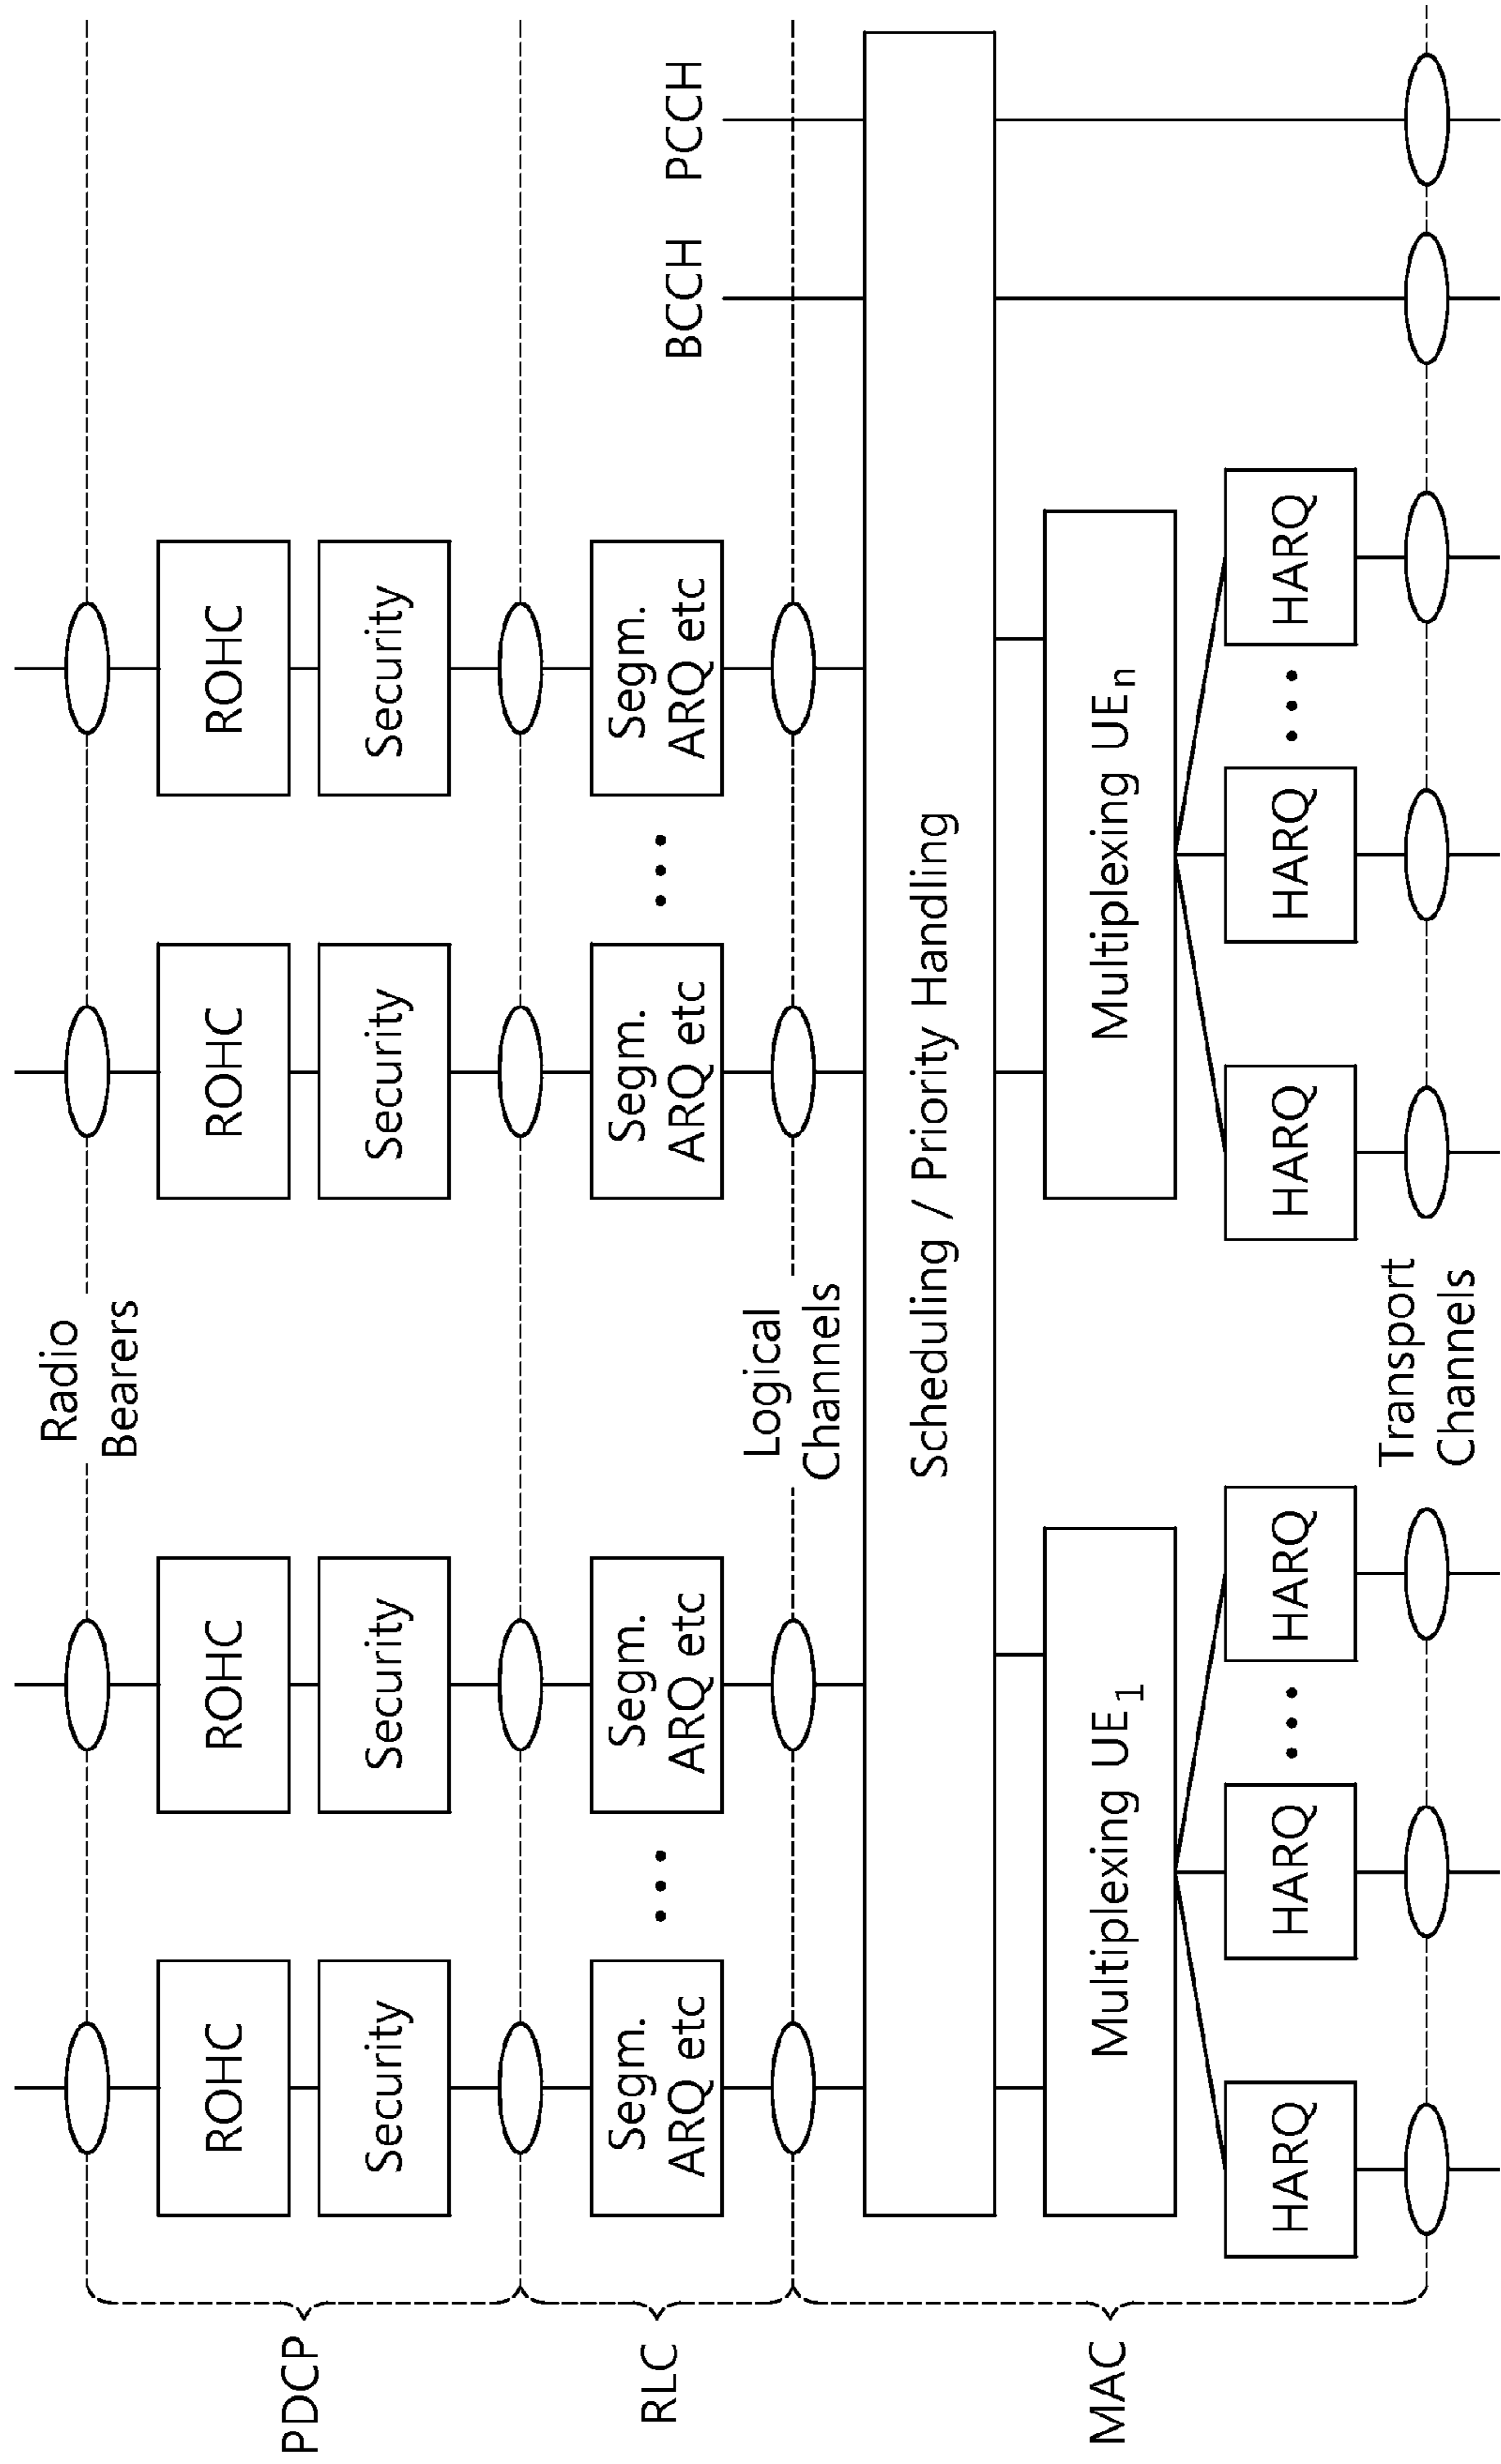 Radio
Bearers
PDCP
ROHC
ROHC
ROHC
ROHC
Security
Security
Security
Security
RLC
Segm.
ARQ etc
...
Segm.
ARQ etc
Segm.
ARQ etc
...
Segm.
ARQ etc
BCCH
PCCH
Logical
Channels
Scheduling / Priority Handling
MAC
Multiplexing UE₁
Multiplexing UEₙ
HARQ
HARQ
...
HARQ
HARQ
HARQ
...
HARQ
Transport
Channels